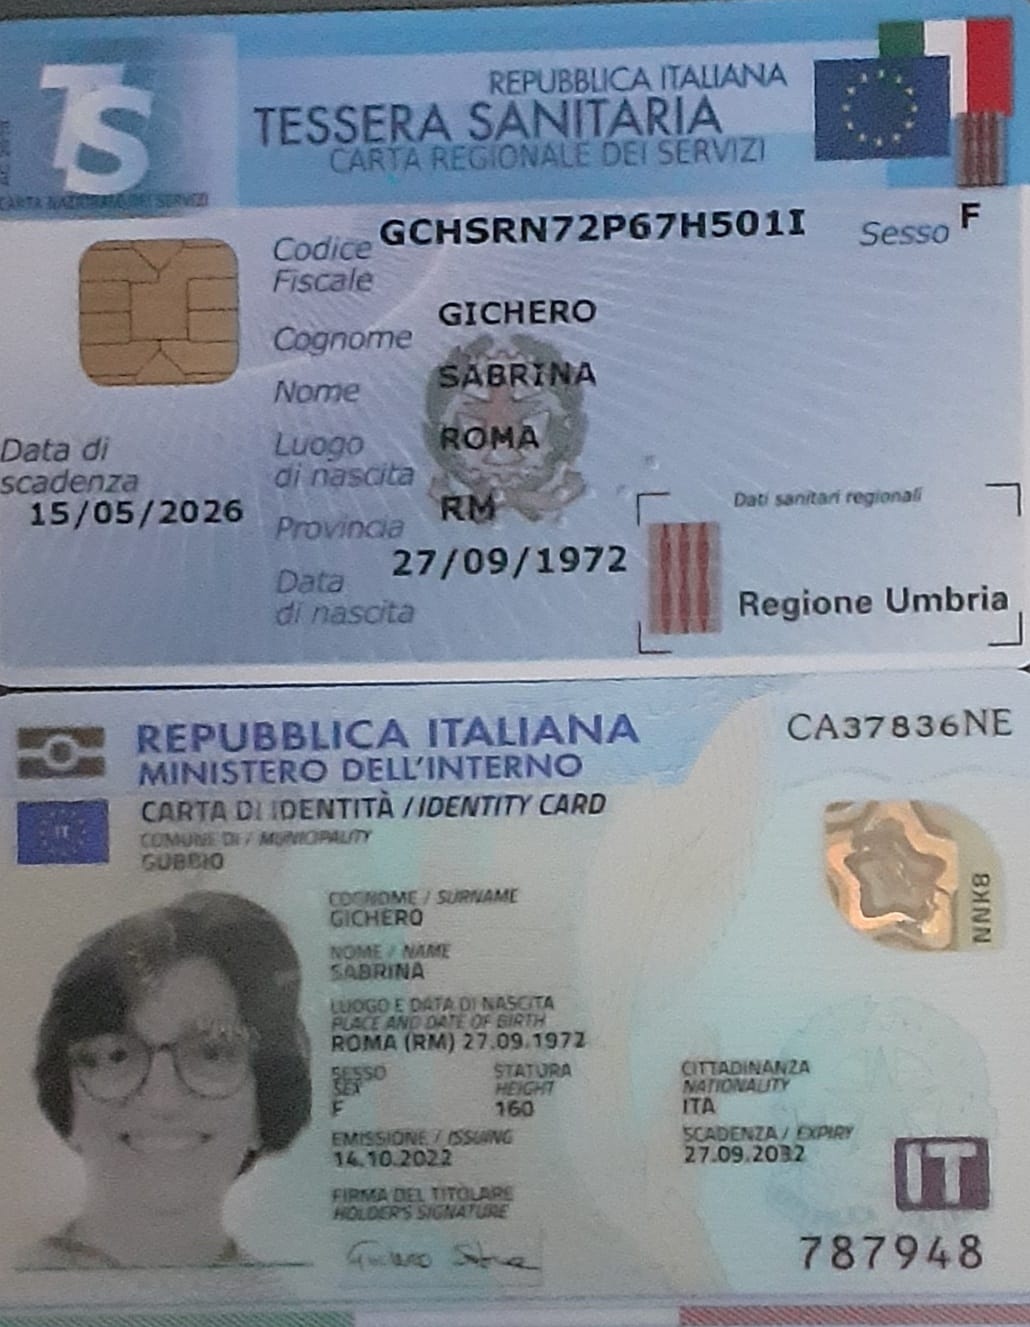 TS
CARTA NAZIONALE DEI SERVIZI
REPUBBLICA ITALIANA
TESSERA SANITARIA
CARTA REGIONALE DEI SERVIZI
Codice Fiscale GCHSRN72P67H501I Sesso F
Cognome GICHERO
Nome SABRINA
Luogo di nascita ROMA
Provincia RM
Data di nascita 27/09/1972
Data di scadenza
15/05/2026
Dati sanitari regionali
Regione Umbria
REPUBBLICA ITALIANA
MINISTERO DELL'INTERNO
CA37836NE
CARTA DI IDENTITÀ / IDENTITY CARD
COMUNE DI / MUNICIPALITY
GUBBIO
IT
NNK8
COGNOME / SURNAME
GICHERO
NOME / NAME
SABRINA
LUOGO E DATA DI NASCITA
PLACE AND DATE OF BIRTH
ROMA (RM) 27.09.1972
SESSO
SEX
F
STATURA
HEIGHT
160
CITTADINANZA
NATIONALITY
ITA
EMISSIONE / ISSUING
14.10.2022
SCADENZA / EXPIRY
27.09.2032
FIRMA DEL TITOLARE
HOLDER'S SIGNATURE
IT
787948